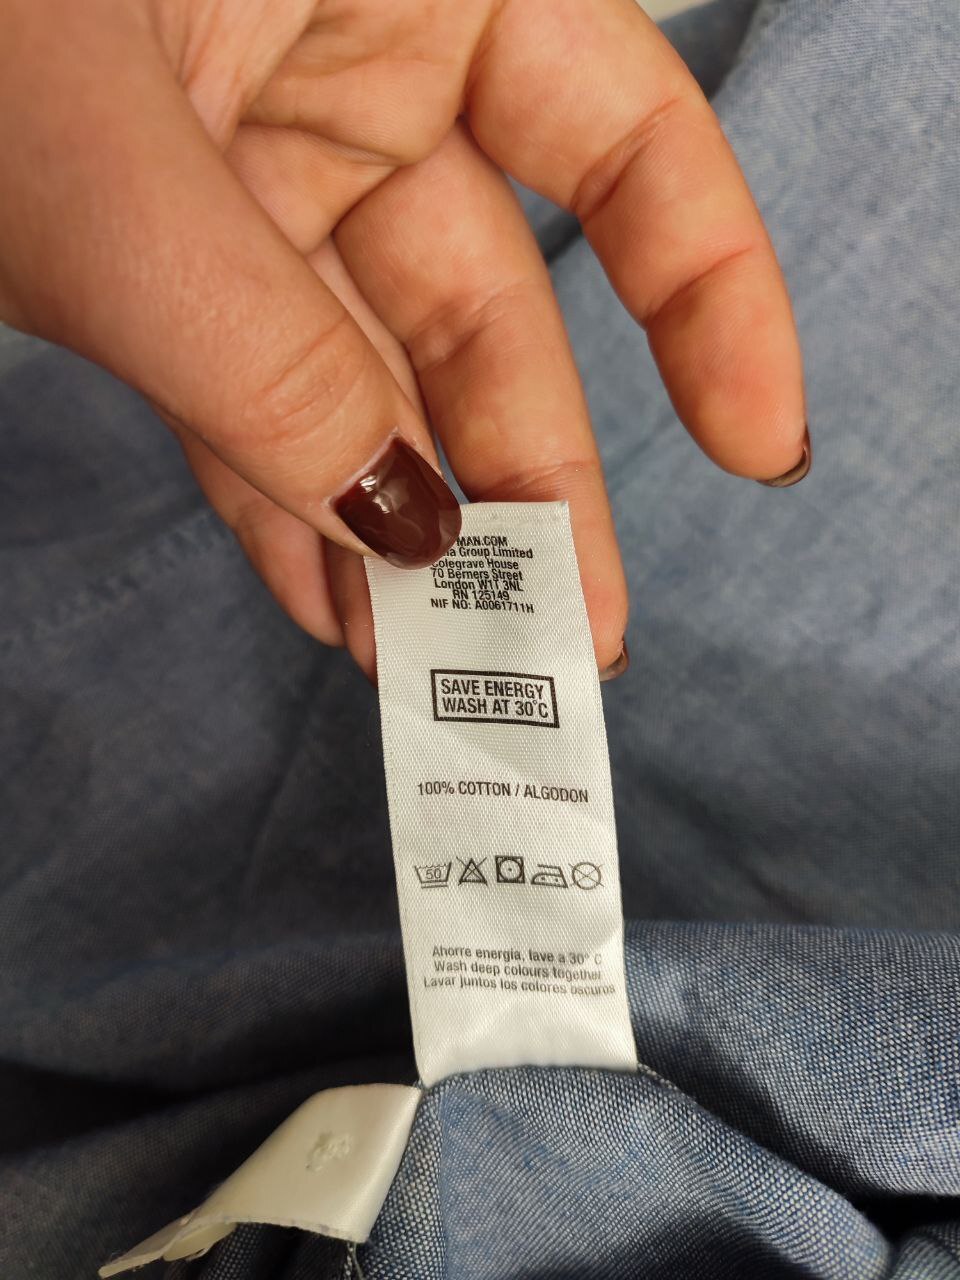 MAN.COM
Group Limited
Colegrave House
70 Berners Street
London W1T 3NL
RN 125149
NIF NO: A0061711H
SAVE ENERGY
WASH AT 30°C
100% COTTON / ALGODON
50
Ahorre energía, lave a 30° C
Wash deep colours together
Lavar juntos los colores oscuros